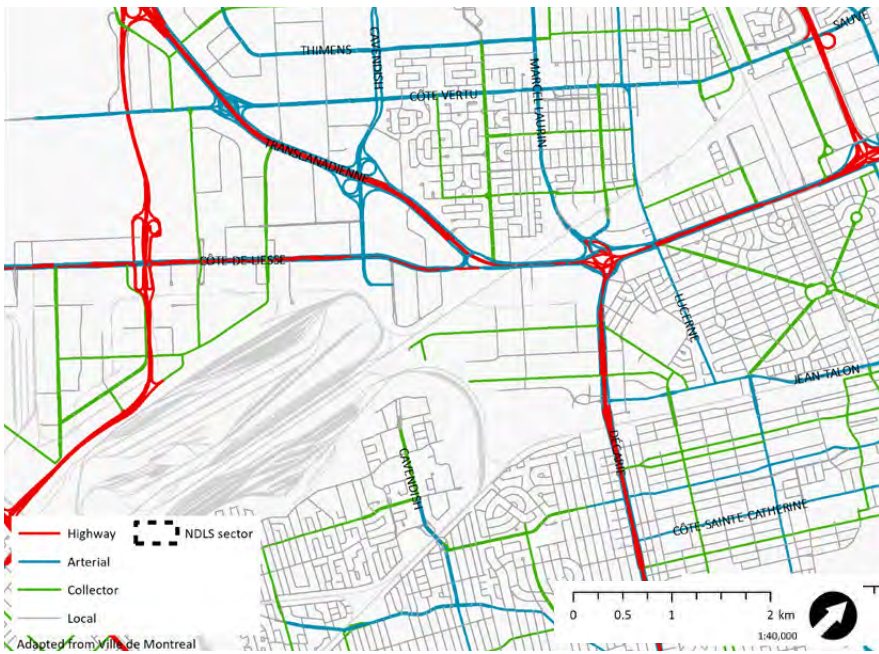 SAUVÉ
THIMENS
CAVENDISH
MARCEL-LAURIN
CÔTE-VERTU
TRANSCANADIENNE
CÔTE-DE-LIESSE
LUCERNE
JEAN-TALON
DÉCARIE
CAVENDISH
CÔTE-SAINTE-CATHERINE
Highway
NDLS sector
Arterial
Collector
Local
Adapted from Ville de Montreal
0 0.5 1 2 km
1:40,000